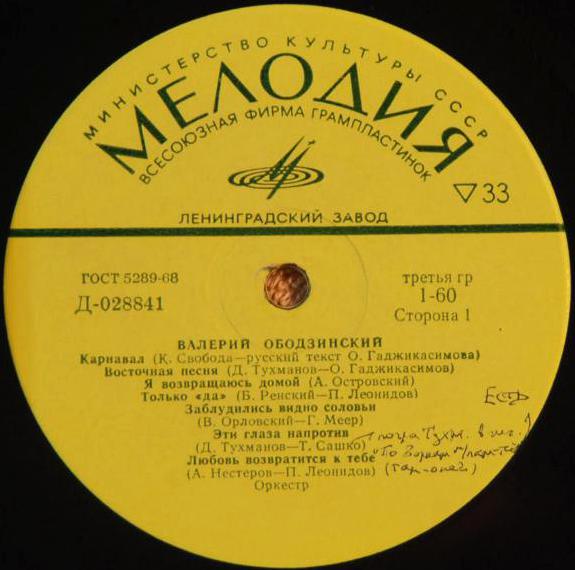 МИНИСТЕРСТВО КУЛЬТУРЫ СССР
МЕЛОДИЯ
ВСЕСОЮЗНАЯ ФИРМА ГРАМПЛАСТИНОК
33
ЛЕНИНГРАДСКИЙ ЗАВОД
ГОСТ 5289-68
Д-028841
третья гр
1-60
Сторона 1
ВАЛЕРИЙ ОБОДЗИНСКИЙ
Карнавал (К. Свобода—русский текст О. Гаджикасимова)
Восточная песня (Д. Тухманов—О. Гаджикасимов)
Я возвращаюсь домой (А. Островский)
Только «да» (Б. Ренский—П. Леонидов)
Заблудились видно соловьи
(В. Орловский—Г. Меер)
Эти глаза напротив
(Д. Тухманов—Т. Сашко)
Любовь возвратится к тебе
(А. Нестеров—П. Леонидов)
Оркестр
Есть